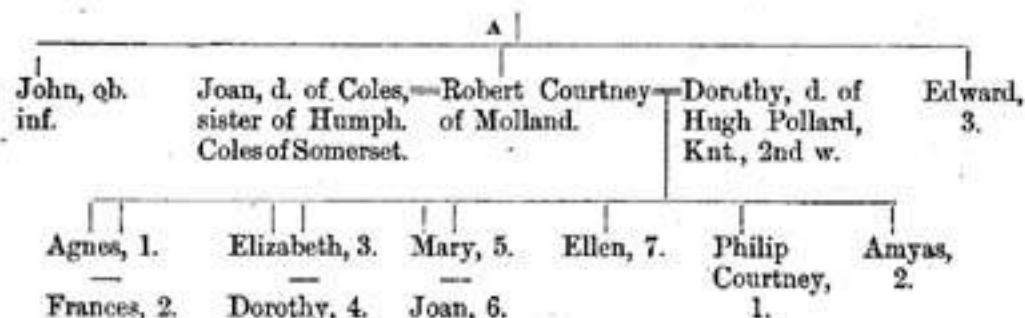 A
John, ob.
inf.
Joan, d. of Coles,
sister of Humph.
Coles of Somerset.
Robert Courtney
of Molland.
Dorothy, d. of
Hugh Pollard,
Knt., 2nd w.
Edward,
3.
Agnes, 1.
Frances, 2.
Elizabeth, 3.
Dorothy, 4.
Mary, 5.
Joan, 6.
Ellen, 7.
Philip
Courtney,
1.
Amyas,
2.